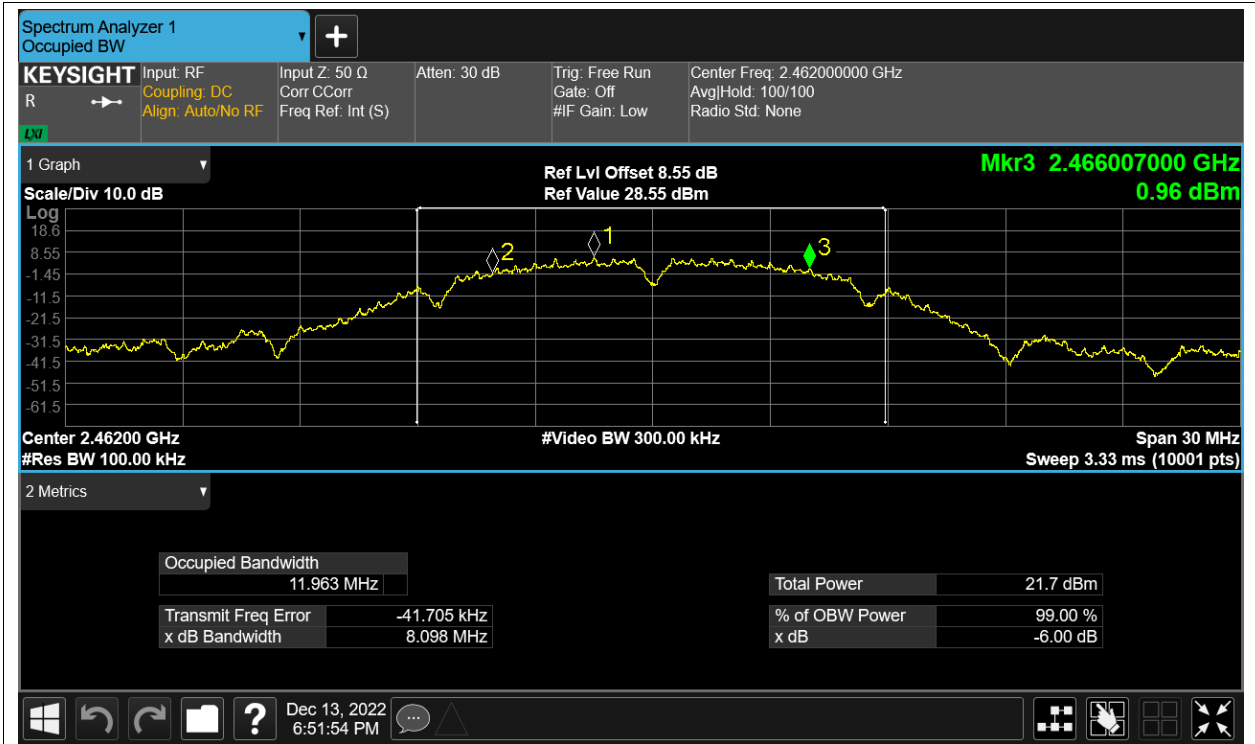 Spectrum Analyzer 1
Occupied BW
KEYSIGHT
R
LXI
Input: RF
Coupling: DC
Align: Auto/No RF
Input Z: 50 Ω
Corr CCorr
Freq Ref: Int (S)
Atten: 30 dB
Trig: Free Run
Gate: Off
#IF Gain: Low
Center Freq: 2.462000000 GHz
Avg|Hold: 100/100
Radio Std: None
1 Graph
Scale/Div 10.0 dB
Ref Lvl Offset 8.55 dB
Ref Value 28.55 dBm
Mkr3 2.466007000 GHz
0.96 dBm
Log
18.6
8.55
-1.45
-11.5
-21.5
-31.5
-41.5
-51.5
-61.5
2
1
3
Center 2.46200 GHz
#Res BW 100.00 kHz
#Video BW 300.00 kHz
Span 30 MHz
Sweep 3.33 ms (10001 pts)
2 Metrics
Occupied Bandwidth
11.963 MHz
Transmit Freq Error -41.705 kHz
x dB Bandwidth 8.098 MHz
Total Power 21.7 dBm
% of OBW Power 99.00 %
x dB -6.00 dB
?
Dec 13, 2022
6:51:54 PM